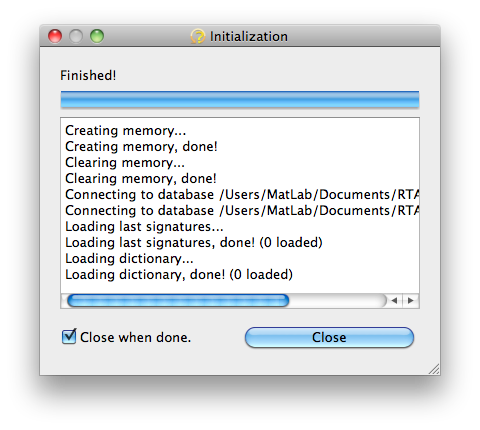 Initialization
Finished!
Creating memory...
Creating memory, done!
Clearing memory...
Clearing memory, done!
Connecting to database /Users/MatLab/Documents/RTA
Connecting to database /Users/MatLab/Documents/RTA
Loading last signatures...
Loading last signatures, done! (0 loaded)
Loading dictionary...
Loading dictionary, done! (0 loaded)
Close when done.
Close